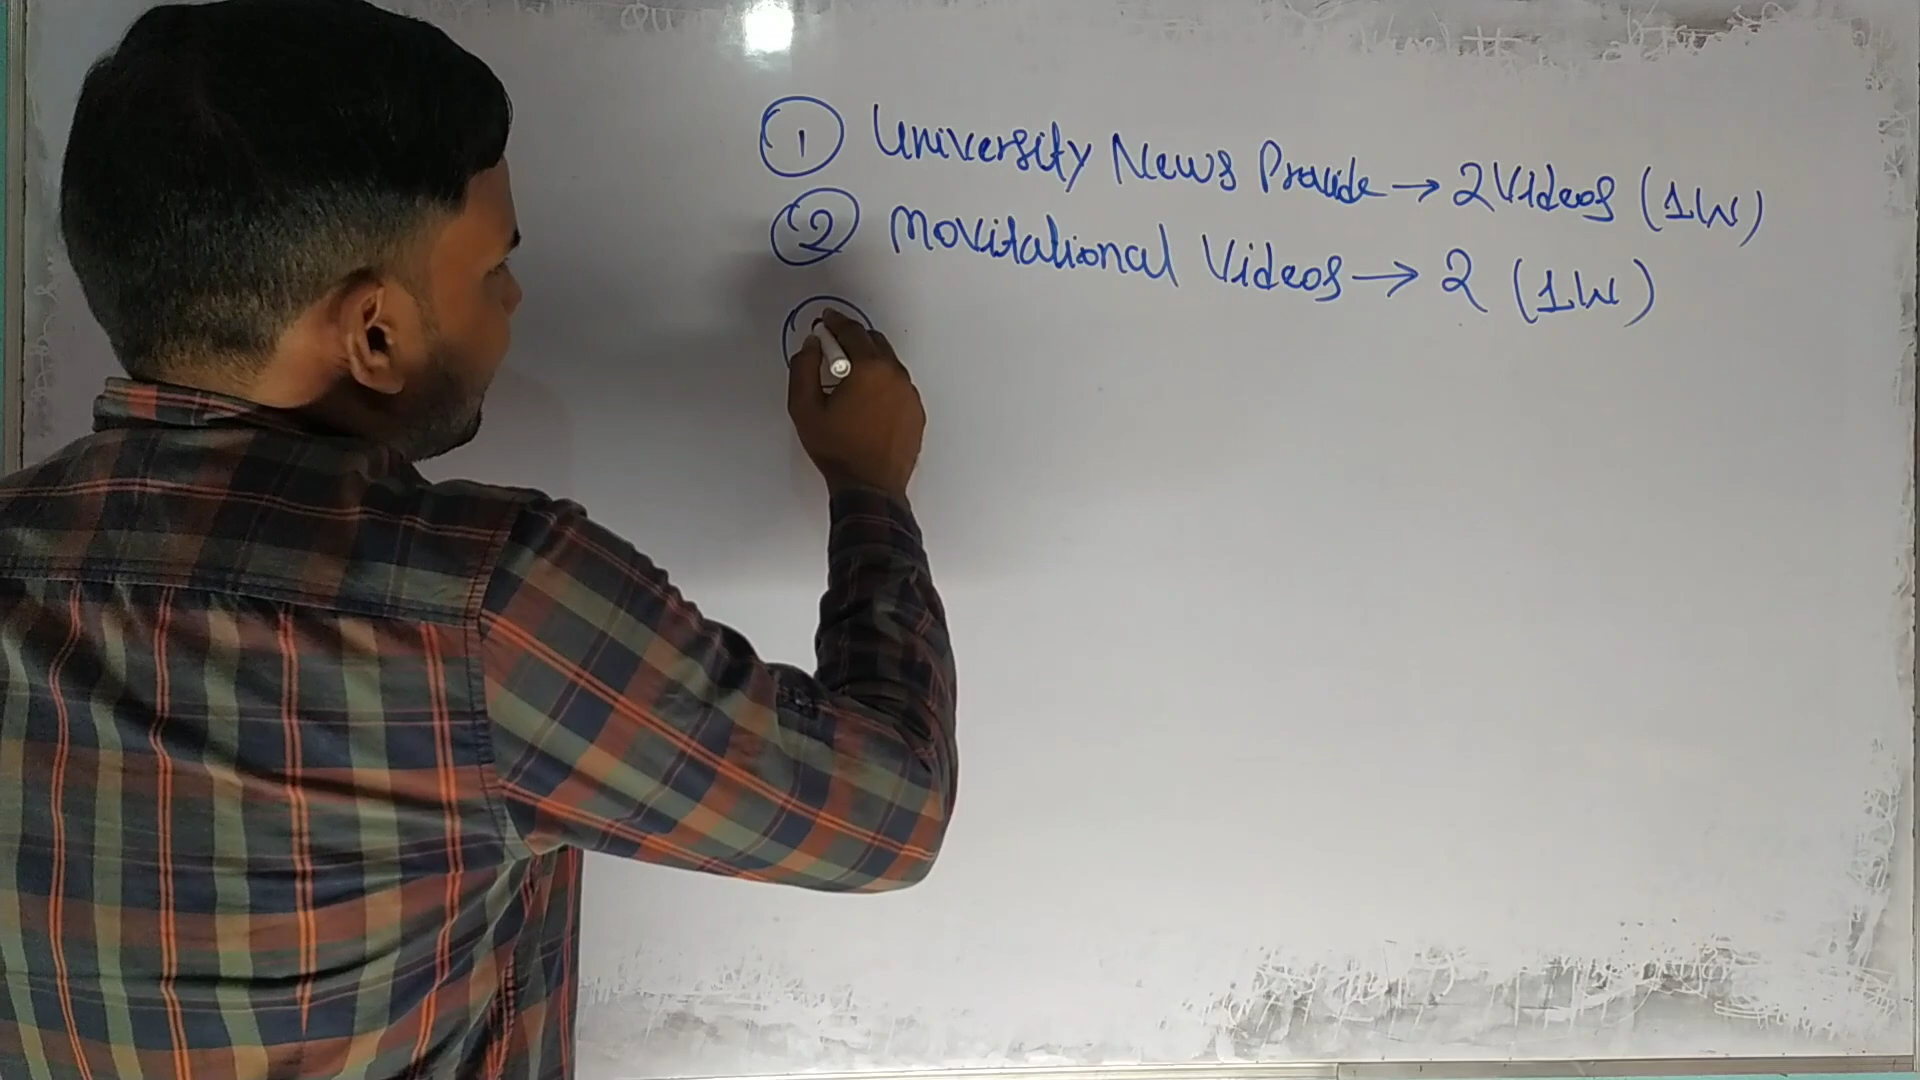 ① University News Provide → 2 Videos (1W)
② Movitational Videos → 2 (1W)